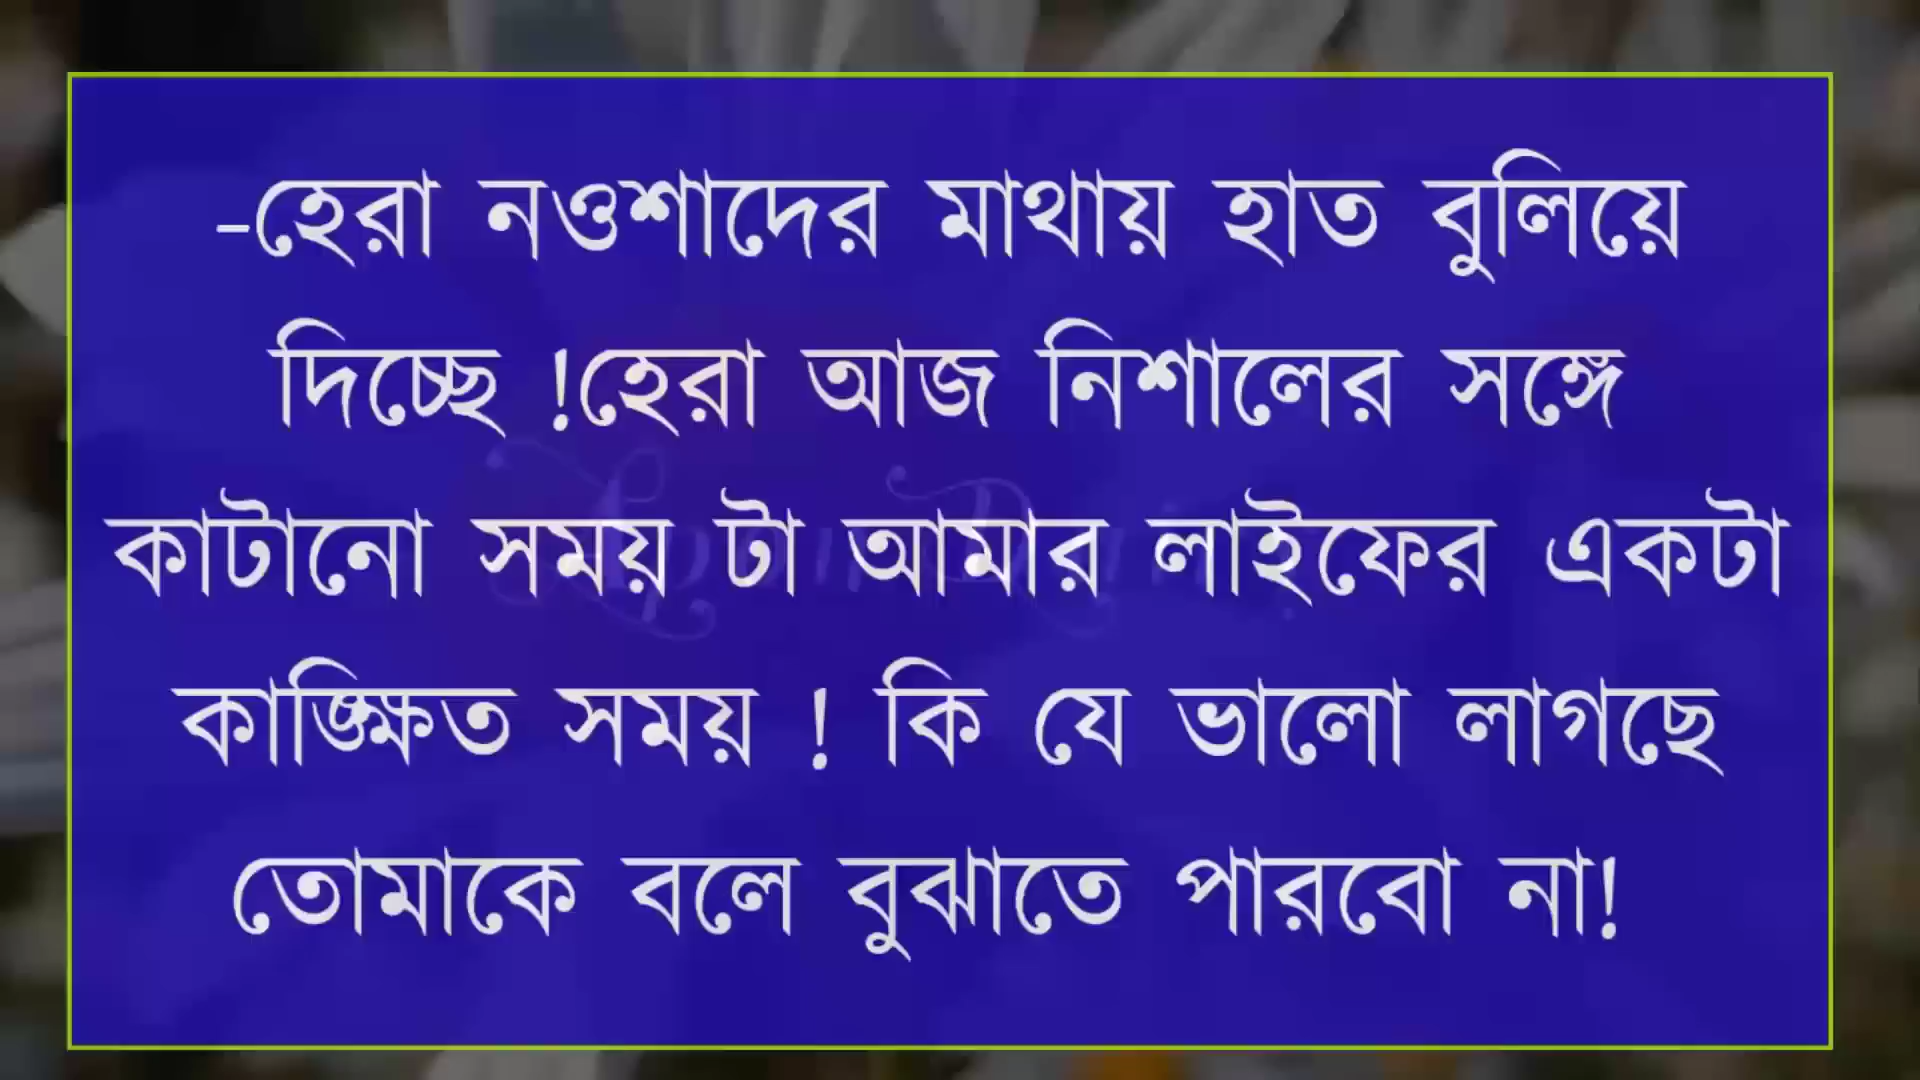 -হেরা নওশাদের মাথায় হাত বুলিয়ে
দিচ্ছে !হেরা আজ নিশালের সঙ্গে
কাটানো সময় টা আমার লাইফের একটা
কাঙ্ক্ষিত সময় ! কি যে ভালো লাগছে
তোমাকে বলে বুঝাতে পারবো না!